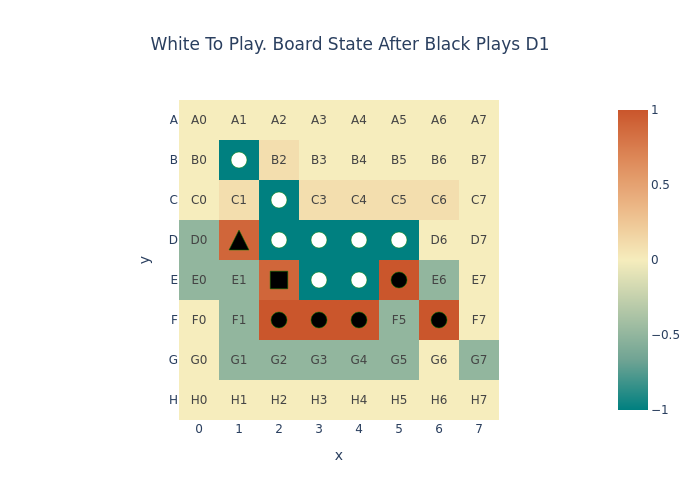 White To Play. Board State After Black Plays D1
A A0 A1 A2 A3 A4 A5 A6 A7
B B0 B2 B3 B4 B5 B6 B7
C C0 C1 C3 C4 C5 C6 C7
D D0 D6 D7
E E0 E1 E6 E7
F F0 F1 F5 F7
G G0 G1 G2 G3 G4 G5 G6 G7
H H0 H1 H2 H3 H4 H5 H6 H7
0 1 2 3 4 5 6 7
x
y
1
0.5
0
−0.5
−1